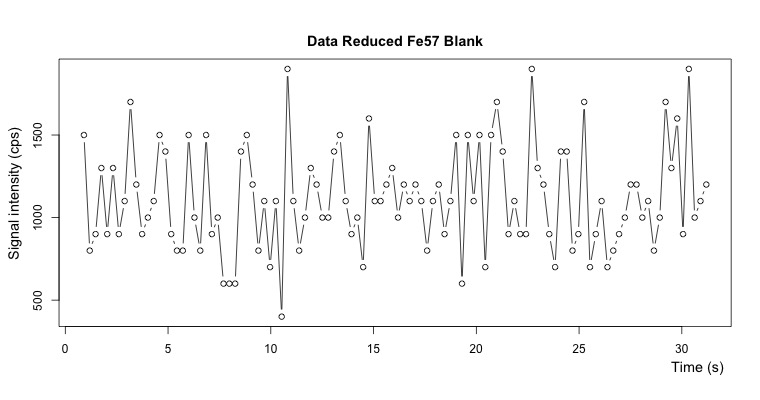 Data Reduced Fe57 Blank
Signal intensity (cps)
1500
1000
500
0 5 10 15 20 25 30
Time (s)